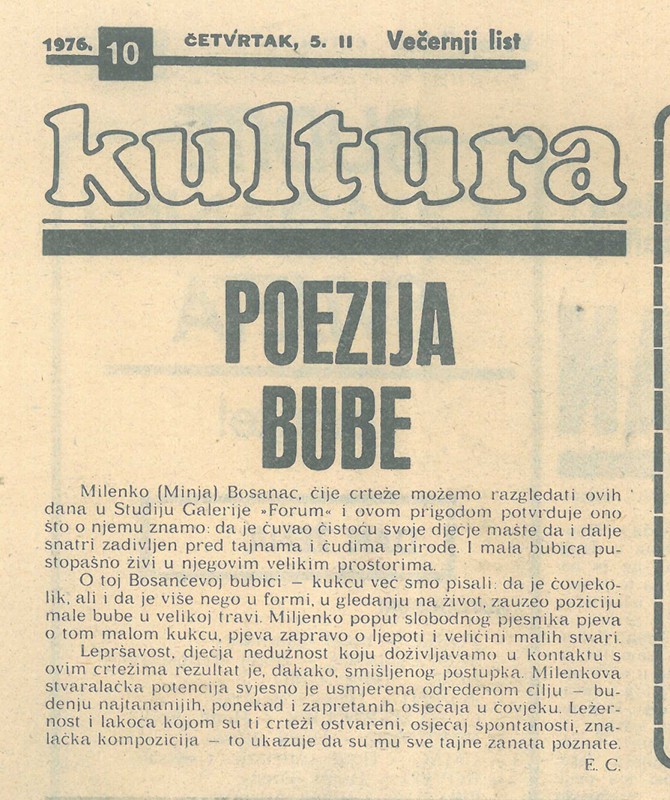 1976. 10 ČETVRTAK, 5. II Večernji list
kultura
POEZIJA
BUBE
Milenko (Minja) Bosanac, čije crteže možemo razgledati ovih
dana u Studiju Galerije »Forum« i ovom prigodom potvrđuje ono
što o njemu znamo: da je čuvao čistoću svoje dječje mašte da i dalje
snatri zadivljen pred tajnama i čudima prirode. I mala bubica pu-
stopašno živi u njegovim velikim prostorima.
O toj Bosančevoj bubici — kukcu već smo pisali: da je čovjeko-
lik, ali i da je više nego u formi, u gledanju na život, zauzeo poziciju
male bube u velikoj travi. Miljenko poput slobodnog pjesnika pjeva
o tom malom kukcu, pjeva zapravo o ljepoti i veličini malih stvari.
Lepršavost, dječja nedužnost koju doživljavamo u kontaktu s
ovim crtežima rezultat je, dakako, smišljenog postupka. Milenkova
stvaralačka potencija svjesno je usmjerena određenom cilju — bu-
đenju najtananijih, ponekad i zapretanih osjećaja u čovjeku. Ležer-
nost i lakoća kojom su ti crteži ostvareni, osjećaj spontanosti, zna-
lačka kompozicija — to ukazuje da su mu sve tajne zanata poznate.
E. C.